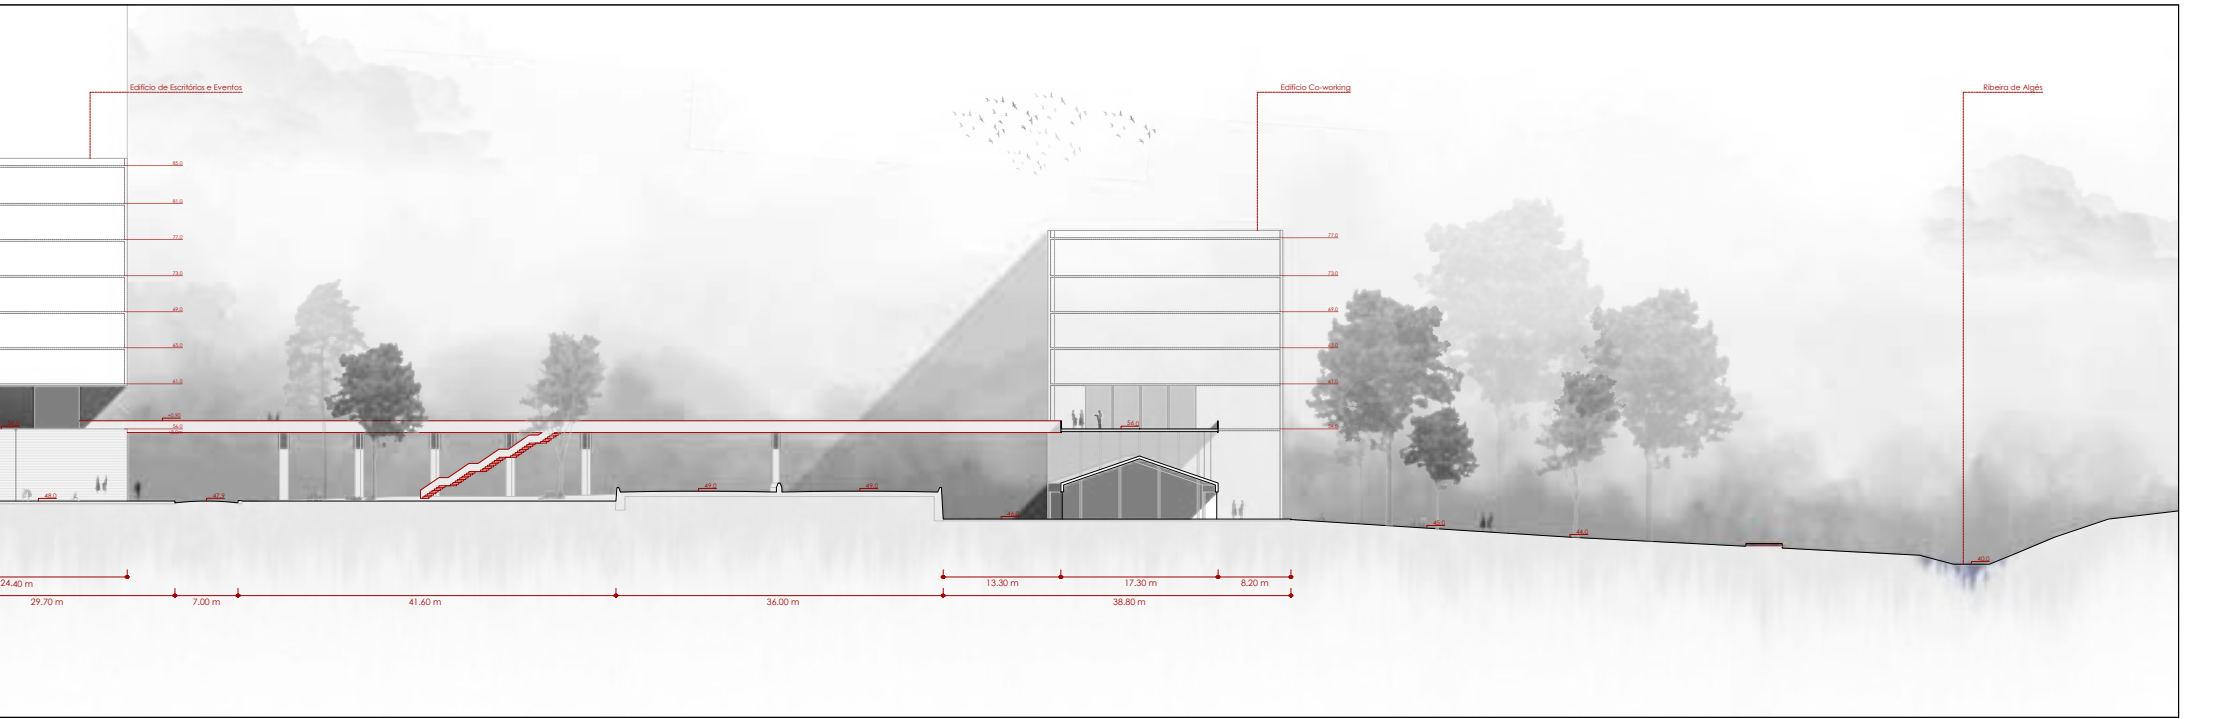 Edifício de Escritórios e Eventos
Edifício Co-working
Ribeira de Algés
85.0
81.0
77.0
77.0
73.0
73.0
69.0
69.0
65.0
61.0
56.0
56.0
48.0
47.9
49.0
49.0
45.0
44.0
40.0
24.40 m
13.30 m
17.30 m
8.20 m
29.70 m
7.00 m
41.60 m
36.00 m
38.80 m